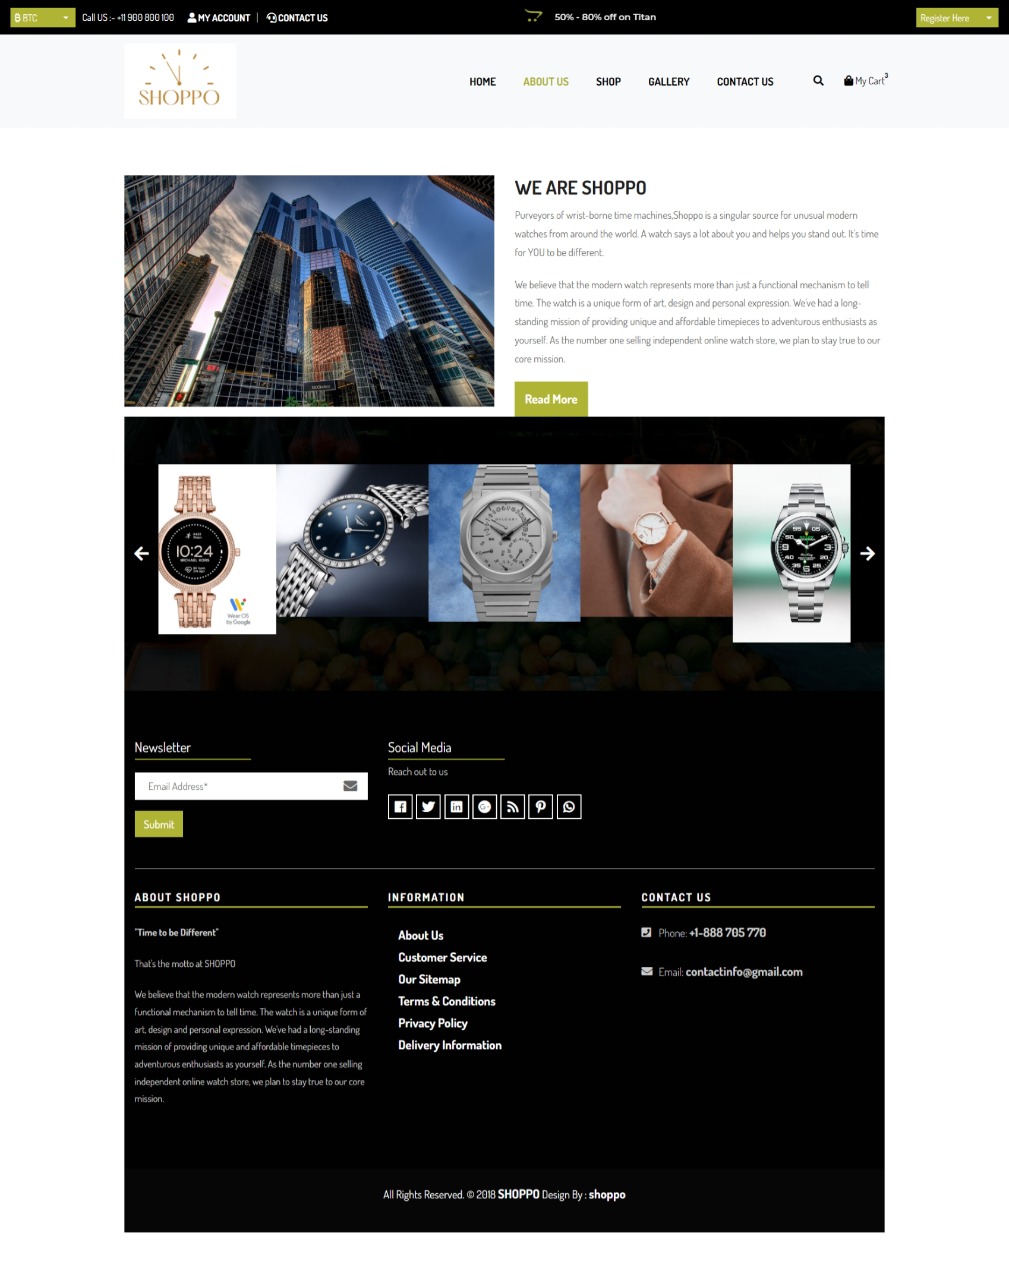 BTC
Call US :- +11 900 800 100
MY ACCOUNT
CONTACT US
50% - 80% off on Titan
Register Here
SHOPPO
HOME
ABOUT US
SHOP
GALLERY
CONTACT US
My Cart
3
WE ARE SHOPPO
Purveyors of wrist-borne time machines,Shoppo is a singular source for unusual modern
watches from around the world. A watch says a lot about you and helps you stand out. It's time
for YOU to be different.
We believe that the modern watch represents more than just a functional mechanism to tell
time. The watch is a unique form of art, design and personal expression. We've had a long-
standing mission of providing unique and affordable timepieces to adventurous enthusiasts as
yourself. As the number one selling independent online watch store, we plan to stay true to our
core mission.
Read More
10:24
MICHAEL KORS
Wear OS
by Google
BVLGARI
Newsletter
Email Address*
Submit
Social Media
Reach out to us
ABOUT SHOPPO
"Time to be Different"
That's the motto at SHOPPO
We believe that the modern watch represents more than just a
functional mechanism to tell time. The watch is a unique form of
art, design and personal expression. We've had a long-standing
mission of providing unique and affordable timepieces to
adventurous enthusiasts as yourself. As the number one selling
independent online watch store, we plan to stay true to our core
mission.
INFORMATION
About Us
Customer Service
Our Sitemap
Terms & Conditions
Privacy Policy
Delivery Information
CONTACT US
Phone: +1-888 705 770
Email: contactinfo@gmail.com
All Rights Reserved. © 2018 SHOPPO Design By : shoppo